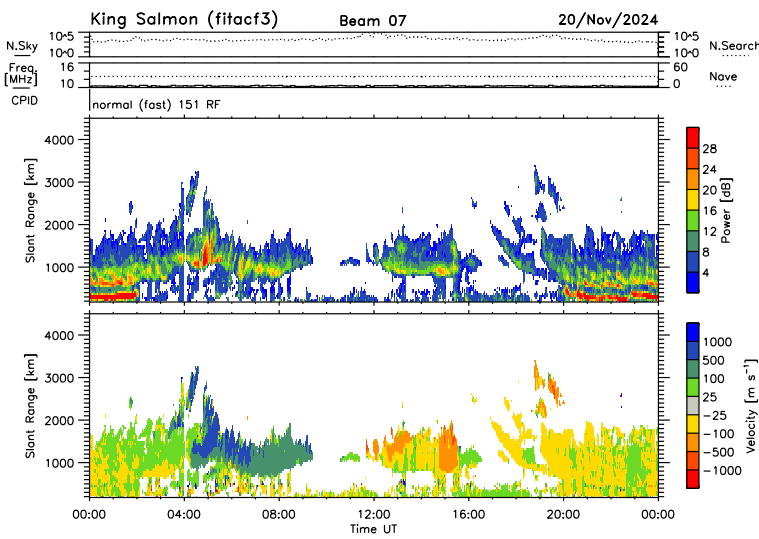 King Salmon (fitacf3) Beam 07 20/Nov/2024
N.Sky 10^5 10^0 10^5 10^0 N.Search
Freq. [MHz] 16 10 60 0 Nave
CPID normal (fast) 151 RF
Slant Range [km] 4000 3000 2000 1000
28 24 20 16 12 8 4 Power [dB]
Slant Range [km] 4000 3000 2000 1000
1000 500 100 25 −25 −100 −500 −1000 Velocity [m s⁻¹]
00:00 04:00 08:00 12:00 16:00 20:00 00:00
Time UT